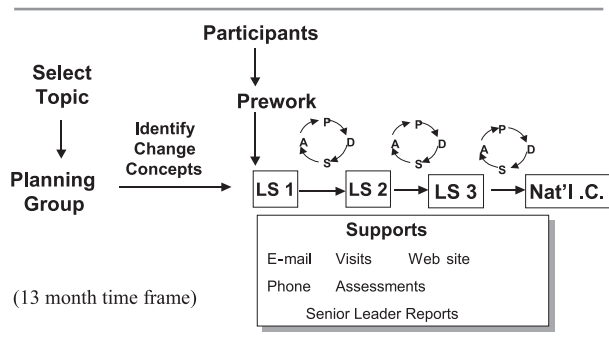 Participants
Select
Topic
Prework
Identify
Change
Concepts
P
A D
S
P
A D
S
P
A D
S
Planning
Group
LS 1
LS 2
LS 3
Nat'l .C.
Supports
E-mail Visits Web site
Phone Assessments
Senior Leader Reports
(13 month time frame)